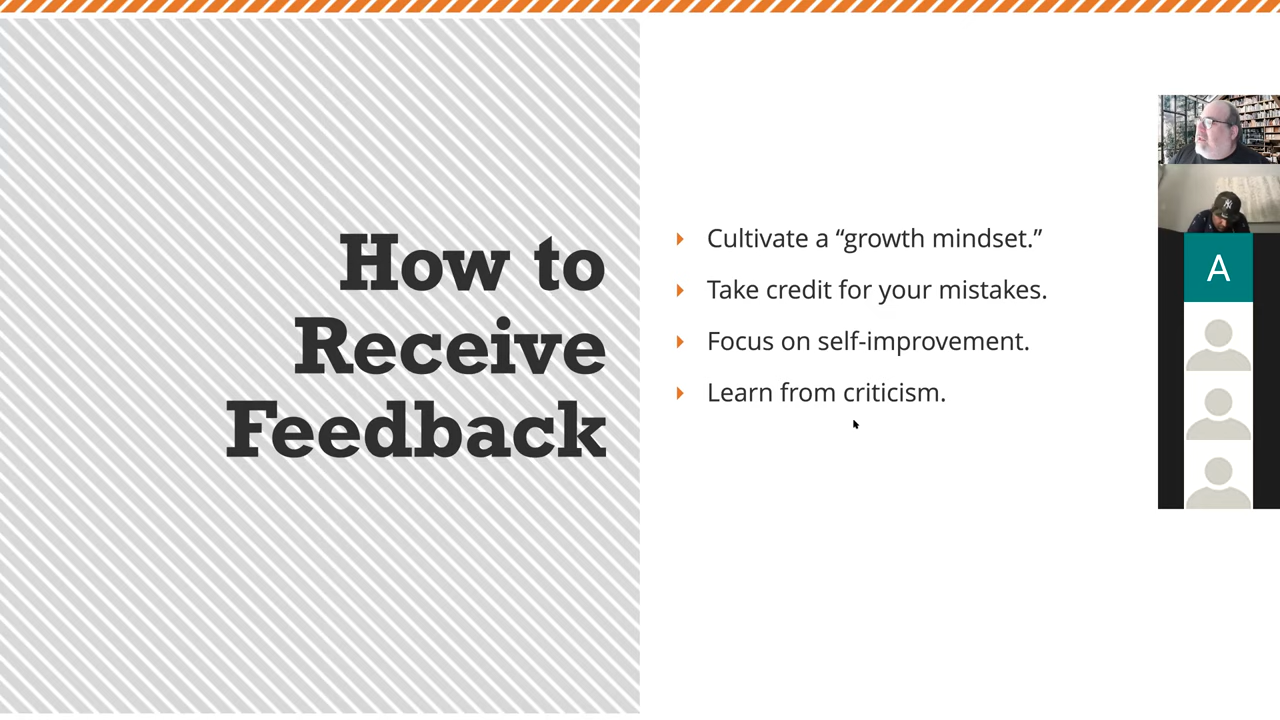 How to
Receive
Feedback
Cultivate a “growth mindset.”
Take credit for your mistakes.
Focus on self-improvement.
Learn from criticism.
A